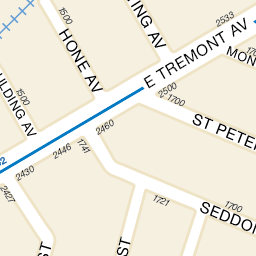 1500
HONE AV
ING AV
2533
E TREMONT AV
MON
1500
ULDING AV
2500
1700
ST PETER
2460
2446
1741
2430
2427
1721
1700
SEDDO
ST
ST